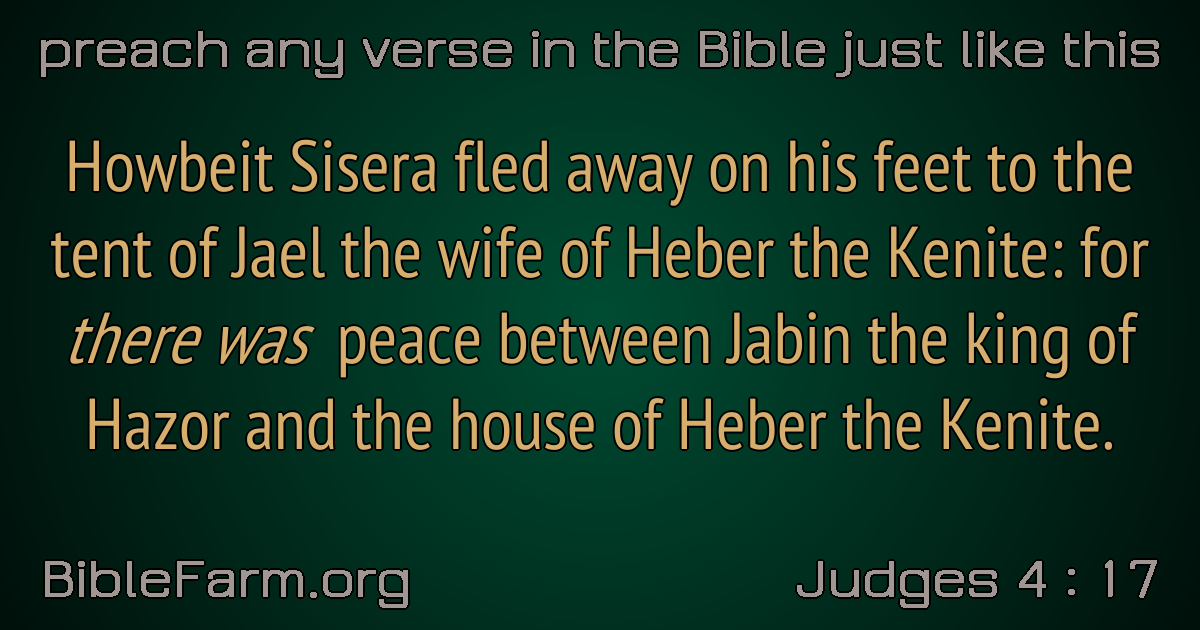 preach any verse in the Bible just like this
Howbeit Sisera fled away on his feet to the
tent of Jael the wife of Heber the Kenite: for
there was peace between Jabin the king of
Hazor and the house of Heber the Kenite.
BibleFarm.org
Judges 4 : 17